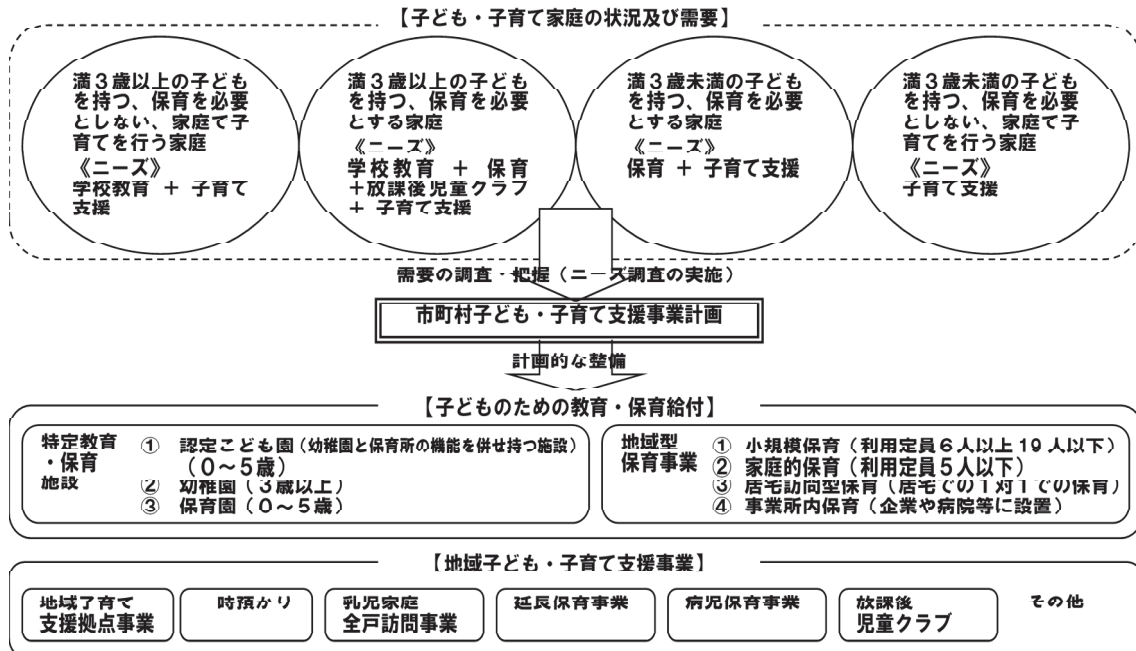 【子ども・子育て家庭の状況及び需要】
満３歳以上の子ども
を持つ、保育を必要
としない、家庭で子
育てを行う家庭
《ニーズ》
学校教育 ＋ 子育て
支援
満３歳以上の子ども
を持つ、保育を必要
とする家庭
《ニーズ》
学校教育 ＋ 保育
＋放課後児童クラブ
＋ 子育て支援
満３歳未満の子ども
を持つ、保育を必要
とする家庭
《ニーズ》
保育 ＋ 子育て支援
満３歳未満の子ども
を持つ、保育を必要
としない、家庭で子
育てを行う家庭
《ニーズ》
子育て支援
需要の調査・把握（ニーズ調査の実施）
市町村子ども・子育て支援事業計画
計画的な整備
【子どものための教育・保育給付】
特定教育
・保育
施設
① 認定こども園（幼稚園と保育所の機能を併せ持つ施設）
（０～５歳）
② 幼稚園（３歳以上）
③ 保育園（０～５歳）
地域型
保育事業
① 小規模保育（利用定員６人以上19人以下）
② 家庭的保育（利用定員５人以下）
③ 居宅訪問型保育（居宅での１対１での保育）
④ 事業所内保育（企業や病院等に設置）
【地域子ども・子育て支援事業】
地域子育て
支援拠点事業
時預かり
乳児家庭
全戸訪問事業
延長保育事業
病児保育事業
放課後
児童クラブ
その他